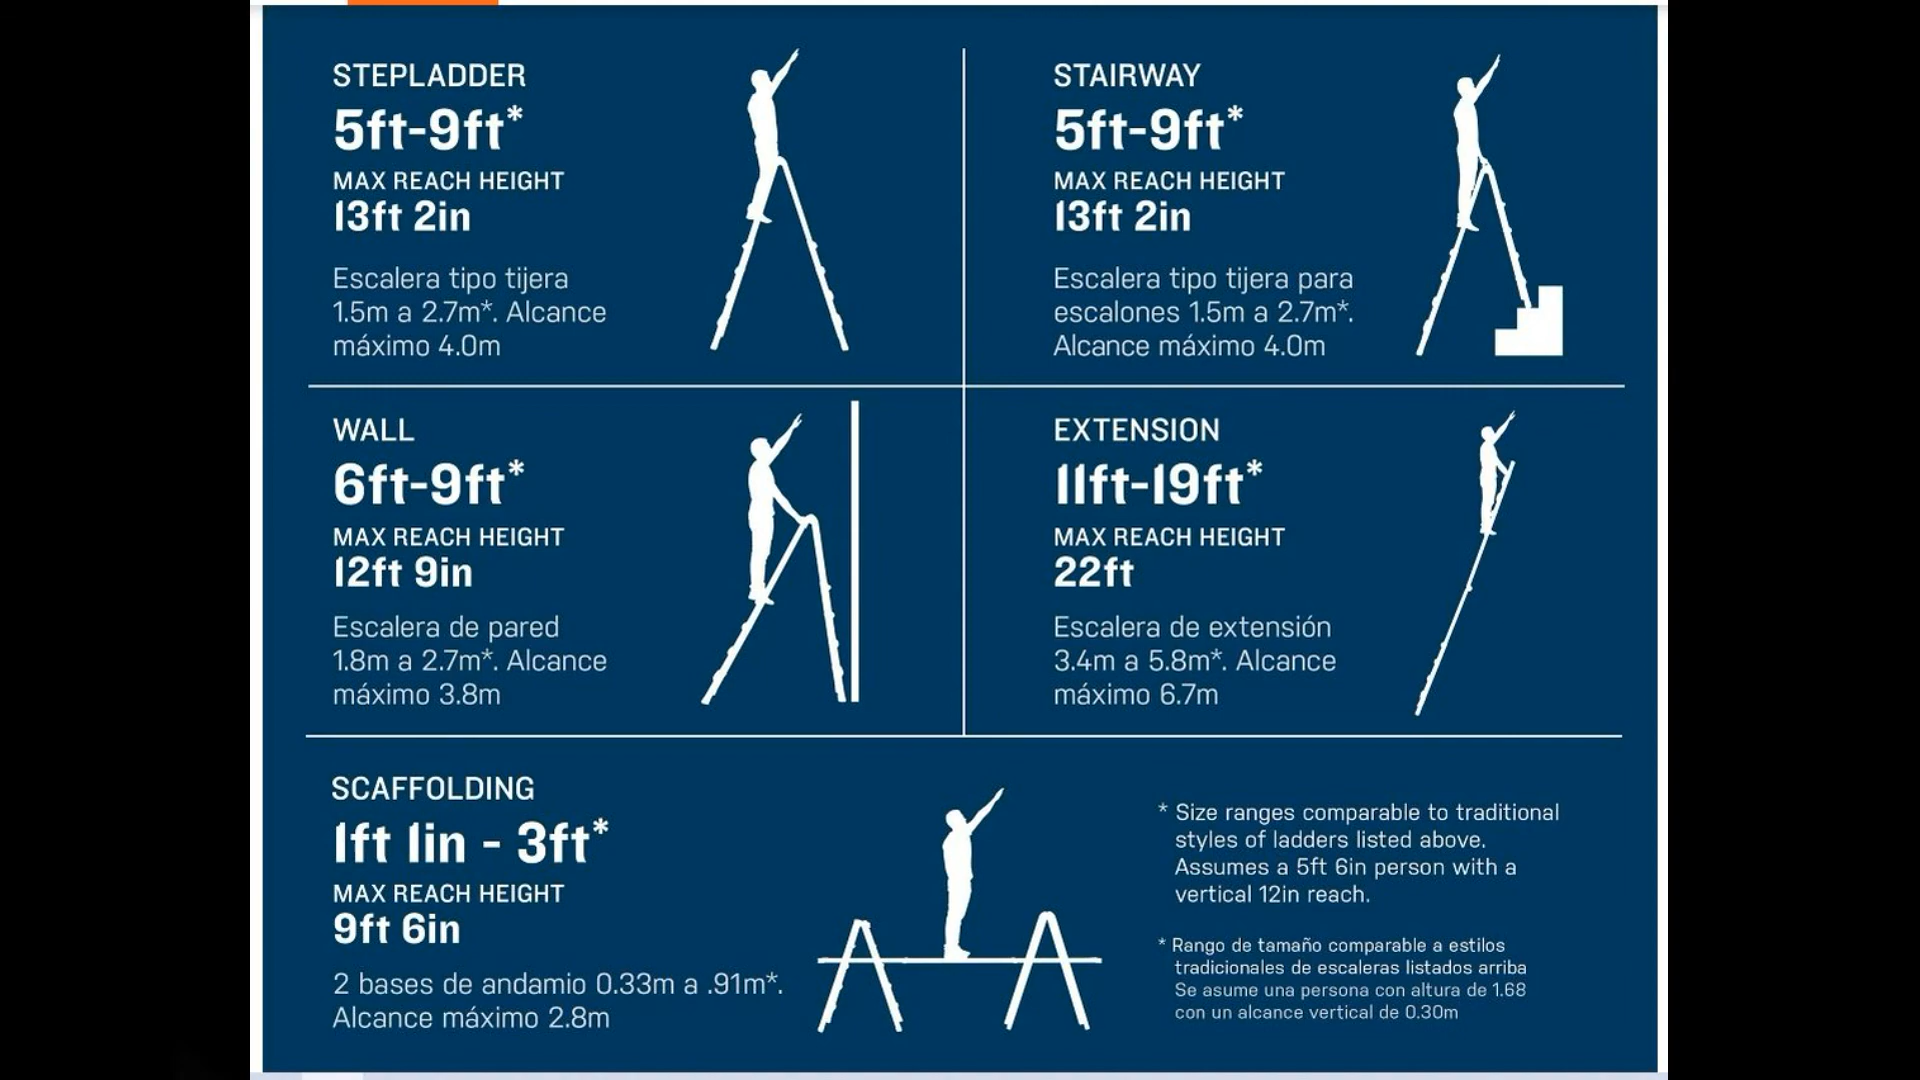 STEPLADDER
5ft-9ft*
MAX REACH HEIGHT
13ft 2in
Escalera tipo tijera
1.5m a 2.7m*. Alcance
máximo 4.0m
STAIRWAY
5ft-9ft*
MAX REACH HEIGHT
13ft 2in
Escalera tipo tijera para
escalones 1.5m a 2.7m*.
Alcance máximo 4.0m
WALL
6ft-9ft*
MAX REACH HEIGHT
12ft 9in
Escalera de pared
1.8m a 2.7m*. Alcance
máximo 3.8m
EXTENSION
11ft-19ft*
MAX REACH HEIGHT
22ft
Escalera de extensión
3.4m a 5.8m*. Alcance
máximo 6.7m
SCAFFOLDING
1ft 1in - 3ft*
MAX REACH HEIGHT
9ft 6in
2 bases de andamio 0.33m a .91m*.
Alcance máximo 2.8m
* Size ranges comparable to traditional
styles of ladders listed above.
Assumes a 5ft 6in person with a
vertical 12in reach.
* Rango de tamaño comparable a estilos
tradicionales de escaleras listados arriba
Se asume una persona con altura de 1.68
con un alcance vertical de 0.30m